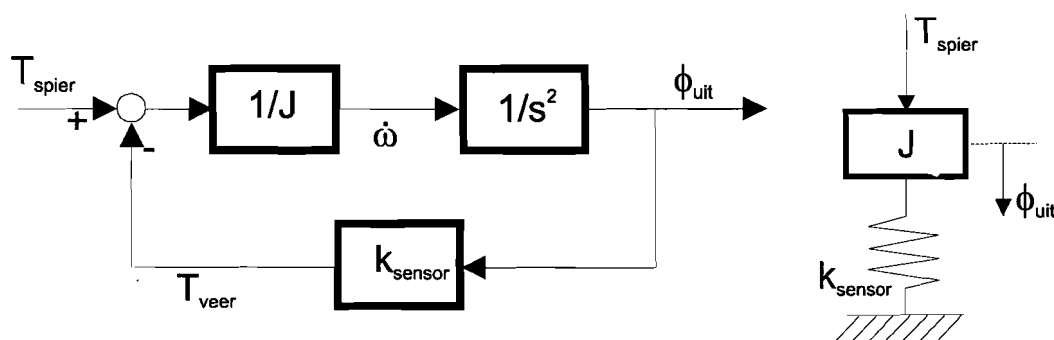 T_spier
+
-
1/J
ω̇
1/s²
ϕ_uit
k_sensor
T_veer
T_spier
J
ϕ_uit
k_sensor